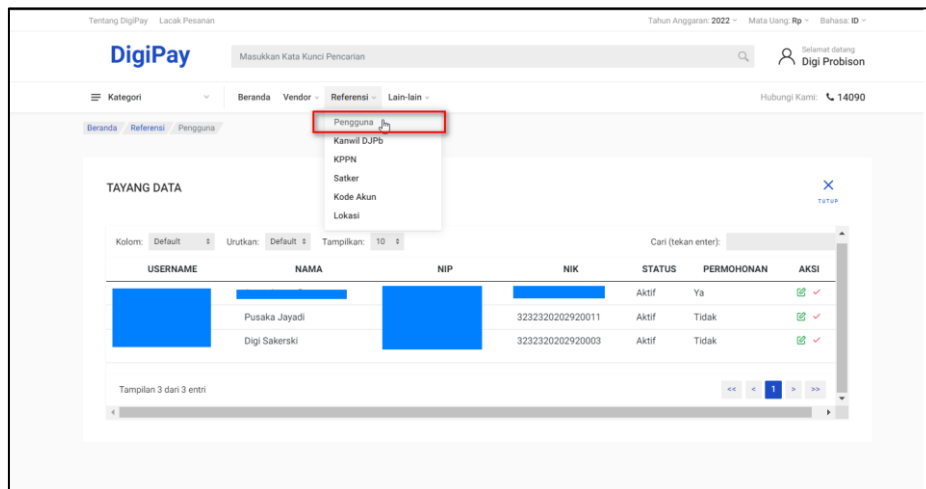 Tentang DigiPay Lacak Pesanan Tahun Anggaran: 2022 Mata Uang: Rp Bahasa: ID
DigiPay Masukkan Kata Kunci Pencarian Selamat datang
Digi Probison
Kategori Beranda Vendor Referensi Lain-lain Hubungi Kami: 14090
Beranda / Referensi / Pengguna /
Pengguna
Kanwil DJPb
KPPN
Satker
Kode Akun
Lokasi
TAYANG DATA
TUTUP
Kolom: Default Urutkan: Default Tampilkan: 10 Cari (tekan enter):
USERNAME NAMA NIP NIK STATUS PERMOHONAN AKSI
Aktif Ya
Pusaka Jayadi 3232320202920011 Aktif Tidak
Digi Sakerski 3232320202920003 Aktif Tidak
Tampilan 3 dari 3 entri << < 1 > >>